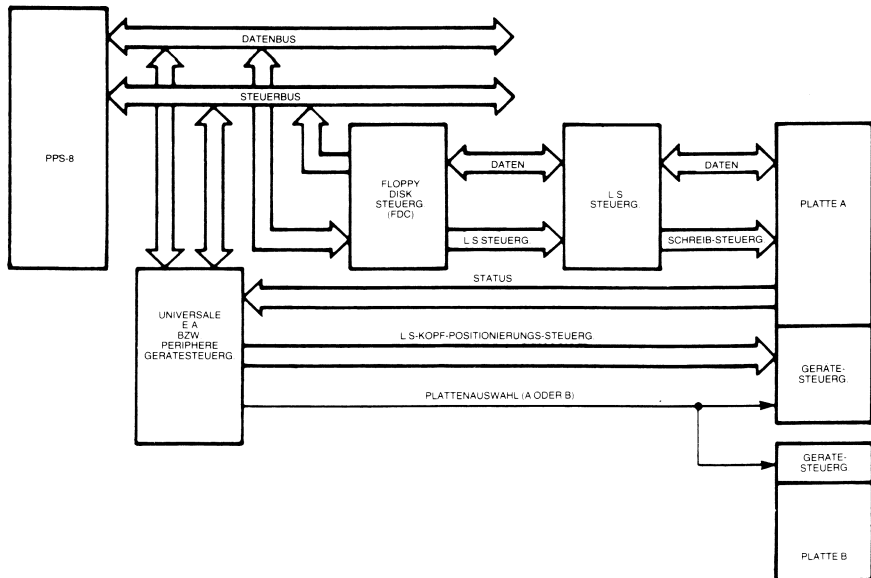 DATENBUS
STEUERBUS
PPS-8
FLOPPY
DISK
STEUERG
(FDC)
DATEN
L S
STEUERG.
DATEN
PLATTE A
L S STEUERG.
SCHREIB-STEUERG.
STATUS
UNIVERSALE
E A
BZW
PERIPHERE
GERATESTEUERG.
L S-KOPF-POSITIONIERUNGS-STEUERG
GERATE-
STEUERG.
PLATTENAUSWAHL (A ODER B)
GERATE-
STEUERG.
PLATTE B